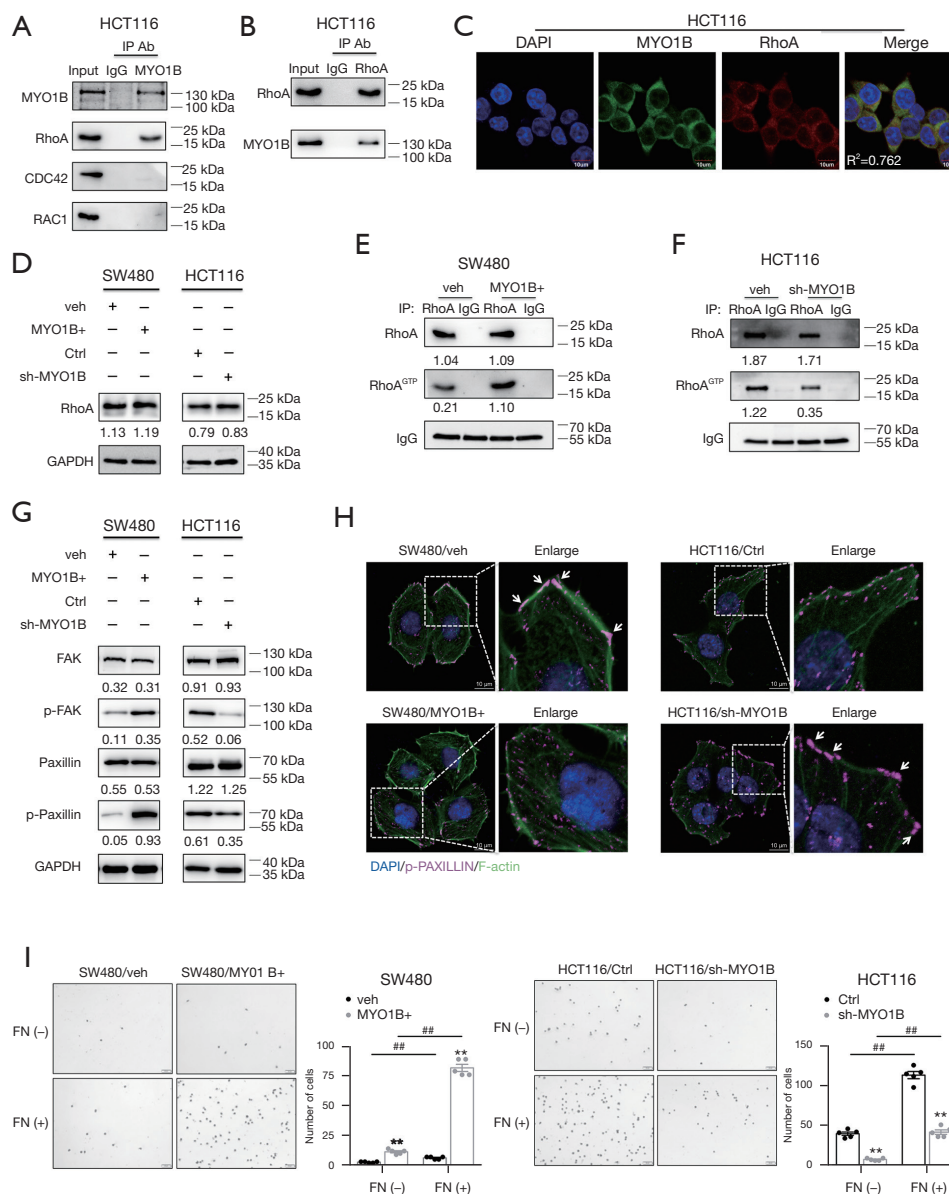 A
HCT116
IP Ab
Input IgG MYO1B
MYO1B
130 kDa
100 kDa
RhoA
25 kDa
15 kDa
CDC42
25 kDa
15 kDa
RAC1
25 kDa
15 kDa
B
HCT116
IP Ab
Input IgG RhoA
RhoA
25 kDa
15 kDa
MYO1B
130 kDa
100 kDa
C
HCT116
DAPI MYO1B RhoA Merge
10um 10um 10um 10um
R²=0.762
D
SW480 HCT116
veh + – – –
MYO1B+ – + – –
Ctrl – – + –
sh-MYO1B – – – +
RhoA
25 kDa
15 kDa
1.13 1.19 0.79 0.83
GAPDH
40 kDa
35 kDa
E
SW480
veh MYO1B+
IP: RhoA IgG RhoA IgG
RhoA
25 kDa
15 kDa
1.04 1.09
RhoA^GTP
25 kDa
15 kDa
0.21 1.10
IgG
70 kDa
55 kDa
F
HCT116
veh sh-MYO1B
IP: RhoA IgG RhoA IgG
RhoA
25 kDa
15 kDa
1.87 1.71
RhoA^GTP
25 kDa
15 kDa
1.22 0.35
IgG
70 kDa
55 kDa
G
SW480 HCT116
veh + – – –
MYO1B+ – + – –
Ctrl – – + –
sh-MYO1B – – – +
FAK
130 kDa
100 kDa
0.32 0.31 0.91 0.93
p-FAK
130 kDa
100 kDa
0.11 0.35 0.52 0.06
Paxillin
70 kDa
55 kDa
0.55 0.53 1.22 1.25
p-Paxillin
70 kDa
55 kDa
0.05 0.93 0.61 0.35
GAPDH
40 kDa
35 kDa
H
SW480/veh Enlarge HCT116/Ctrl Enlarge
10 μm 10 μm
SW480/MYO1B+ Enlarge HCT116/sh-MYO1B Enlarge
10 μm 10 μm
DAPI/p-PAXILLIN/F-actin
I
SW480/veh SW480/MY01 B+
FN (–)
FN (+)
SW480
veh
MYO1B+
Number of cells
100
75
50
25
0
## ##
** **
FN (–) FN (+)
HCT116/Ctrl HCT116/sh-MYO1B
FN (–)
FN (+)
HCT116
Ctrl
sh-MYO1B
Number of cells
150
100
50
0
## ##
** **
FN (–) FN (+)